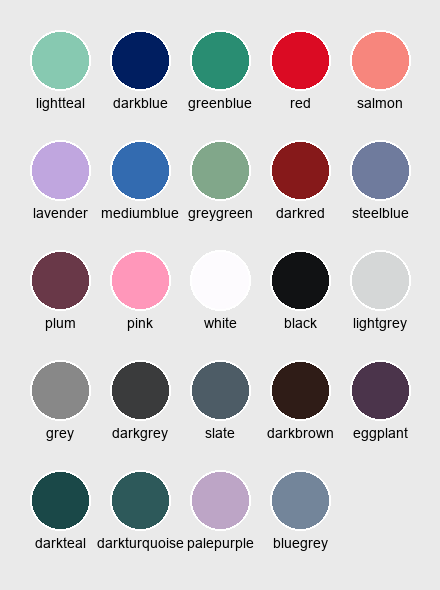 lightteal darkblue greenblue red salmon
lavender mediumblue greygreen darkred steelblue
plum pink white black lightgrey
grey darkgrey slate darkbrown eggplant
darkteal darkturquoise palepurple bluegrey